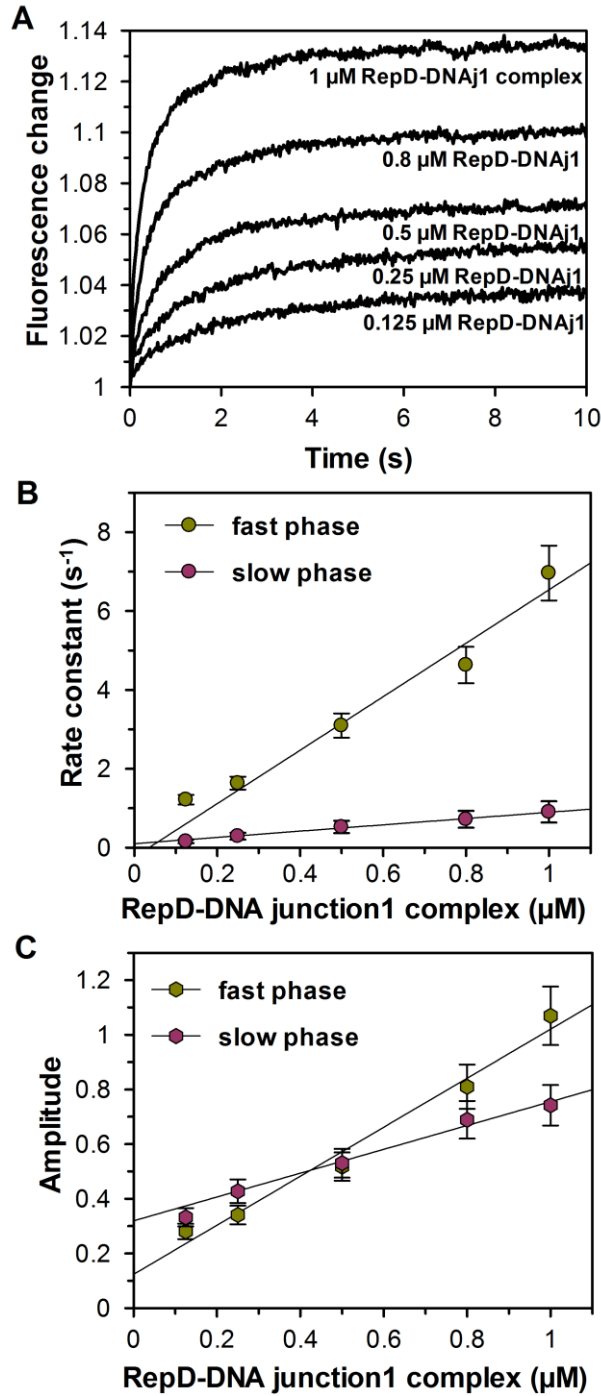 A
Fluorescence change
1.14
1.12
1.1
1.08
1.06
1.04
1.02
1
1 µM RepD-DNAj1 complex
0.8 µM RepD-DNAj1
0.5 µM RepD-DNAj1
0.25 µM RepD-DNAj1
0.125 µM RepD-DNAj1
0 2 4 6 8 10
Time (s)
B
Rate constant (s-1)
fast phase
slow phase
8
6
4
2
0
0 0.2 0.4 0.6 0.8 1
RepD-DNA junction1 complex (µM)
C
Amplitude
fast phase
slow phase
1.2
1
0.8
0.6
0.4
0.2
0
0 0.2 0.4 0.6 0.8 1
RepD-DNA junction1 complex (µM)